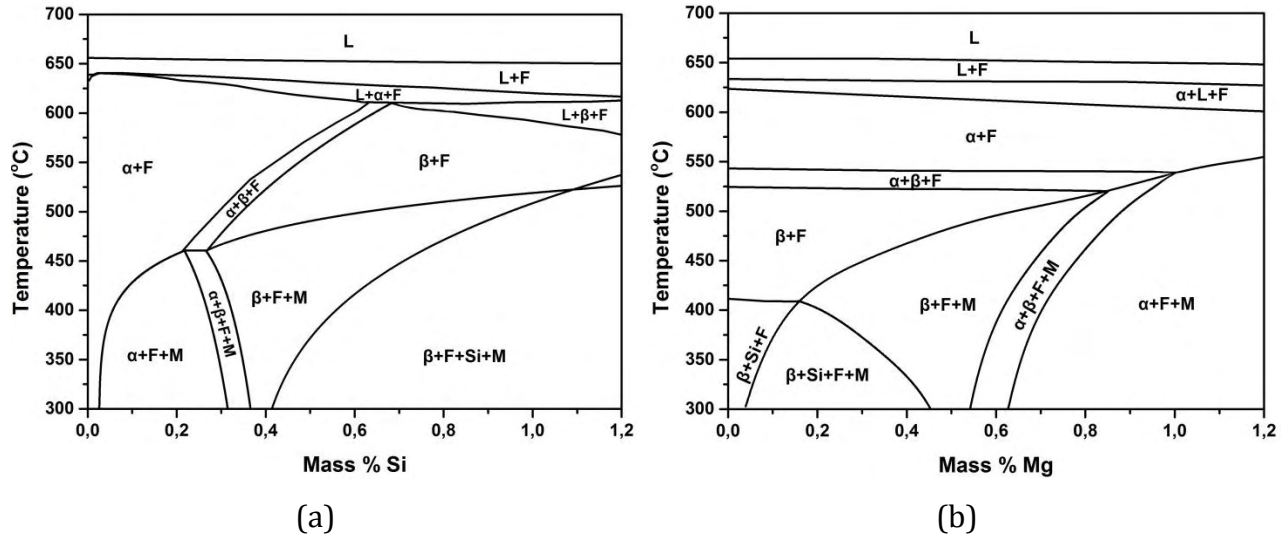 700
650
600
550
500
450
400
350
300
Temperature (°C)
L
L+F
L+α+F
L+β+F
α+F
β+F
α+β+F
α+F+M
α+β+F+M
β+F+M
β+F+Si+M
0,0 0,2 0,4 0,6 0,8 1,0 1,2
Mass % Si
(a)
700
650
600
550
500
450
400
350
300
Temperature (°C)
L
L+F
α+L+F
α+F
α+β+F
β+F
β+F+M
α+β+F+M
α+F+M
β+Si+F
β+Si+F+M
0,0 0,2 0,4 0,6 0,8 1,0 1,2
Mass % Mg
(b)